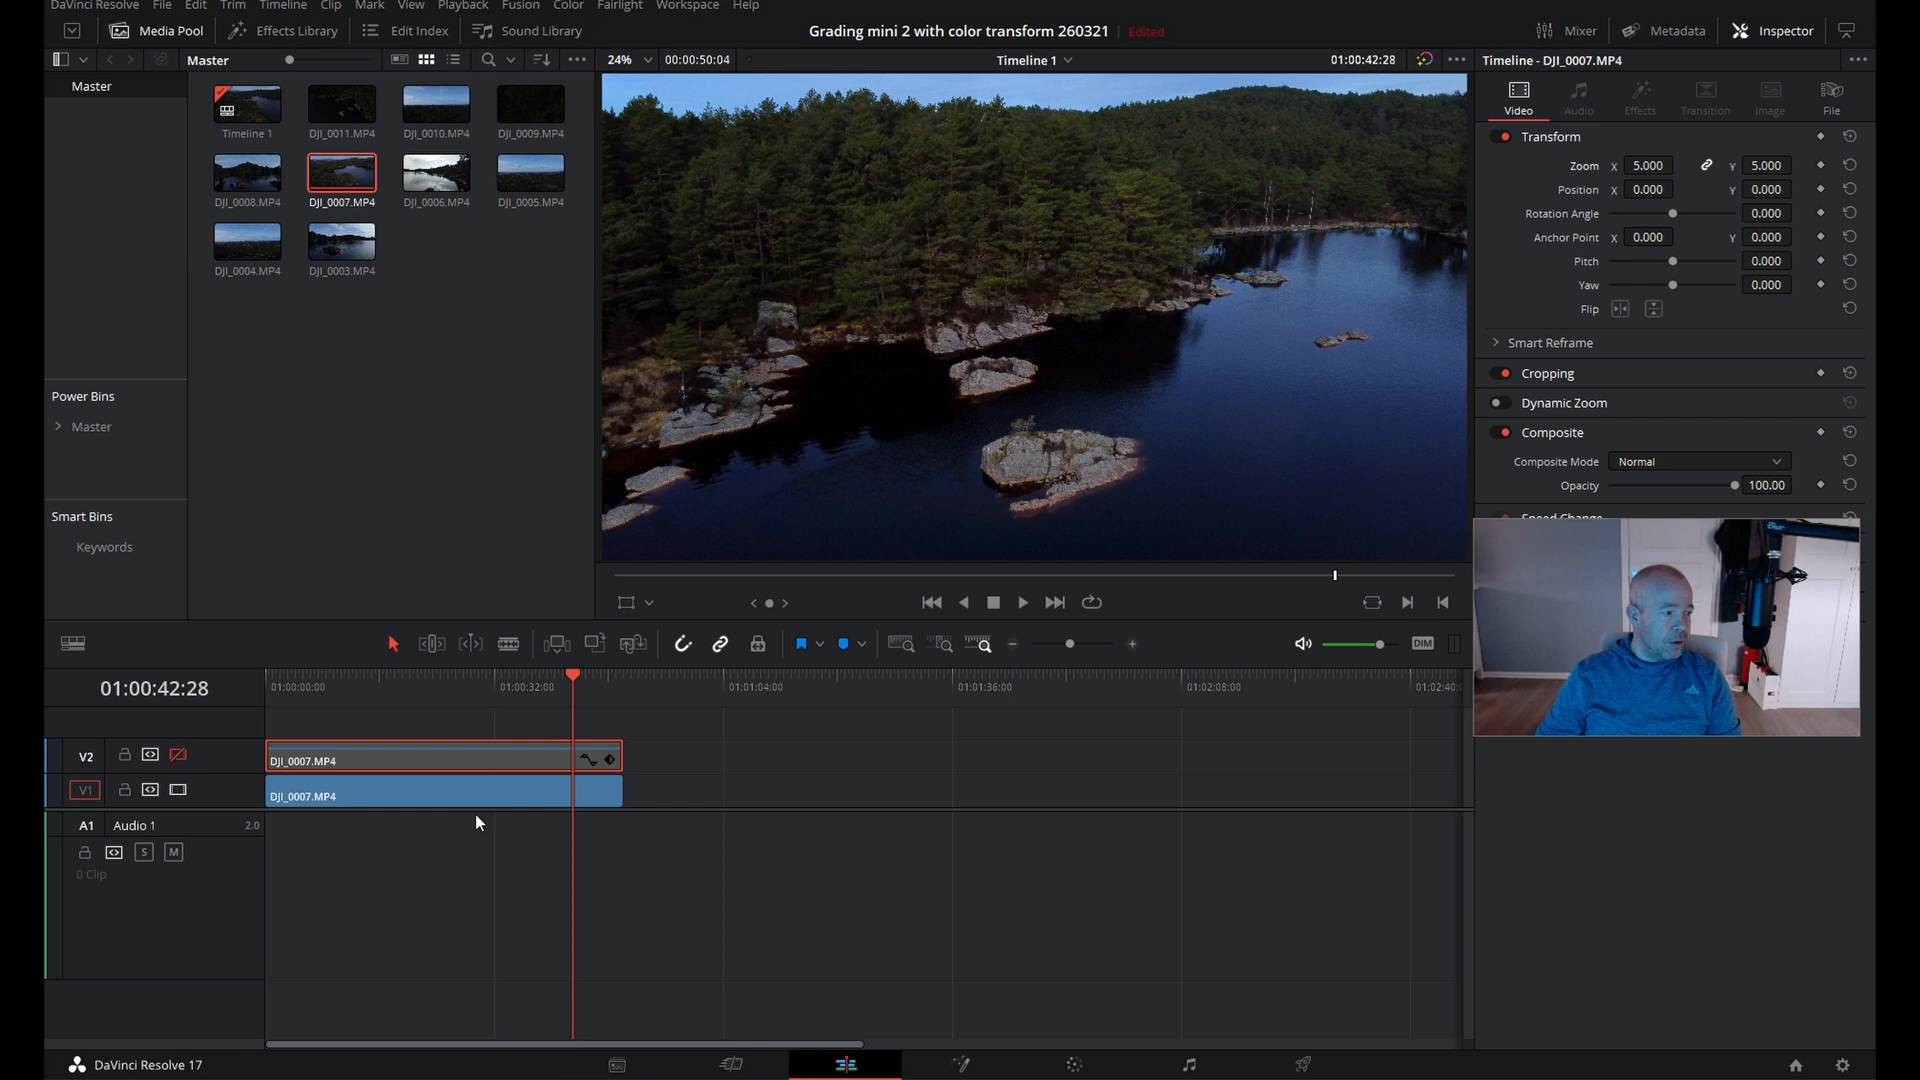 DaVinci Resolve File Edit Trim Timeline Clip Mark View Playback Fusion Color Fairlight Workspace Help
Media Pool Effects Library Edit Index Sound Library Grading mini 2 with color transform 260321 Edited Mixer Metadata Inspector
Master 24% 00:00:50:04 Timeline 1 01:00:42:28 Timeline - DJI_0007.MP4
Master
Timeline 1 DJI_0011.MP4 DJI_0010.MP4 DJI_0009.MP4
DJI_0008.MP4 DJI_0007.MP4 DJI_0006.MP4 DJI_0005.MP4
DJI_0004.MP4 DJI_0003.MP4
Power Bins
Master
Smart Bins
Keywords
Video Audio Effects Transition Image File
Transform
Zoom X 5.000 Y 5.000
Position X 0.000 Y 0.000
Rotation Angle 0.000
Anchor Point X 0.000 Y 0.000
Pitch 0.000
Yaw 0.000
Flip
Smart Reframe
Cropping
Dynamic Zoom
Composite
Composite Mode Normal
Opacity 100.00
Speed Change
Blue
DIM
01:00:42:28 01:00:00:00 01:00:32:00 01:01:04:00 01:01:36:00 01:02:08:00 01:02:40:
V2 DJI_0007.MP4
V1 DJI_0007.MP4
A1 Audio 1 2.0
S M
0 Clip
DaVinci Resolve 17